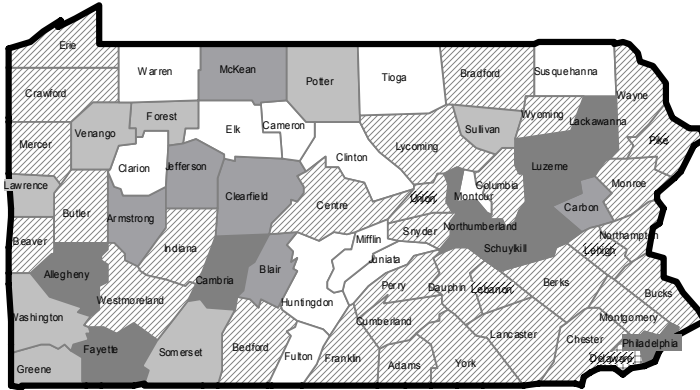 Erie
Warren
McKean
Potter
Tioga
Bradford
Susquehanna
Crawford
Wayne
Forest
Wyoming
Lackawanna
Venango
Elk
Cameron
Sullivan
Mercer
Lycoming
Pike
Clarion
Jefferson
Clinton
Luzerne
Lawrence
Clearfield
Columbia
Monroe
Butler
Armstrong
Centre
Union
Montour
Carbon
Beaver
Indiana
Mifflin
Snyder
Northumberland
Northampton
Schuylkill
Lehigh
Allegheny
Cambria
Blair
Juniata
Westmoreland
Huntingdon
Perry
Dauphin
Lebanon
Berks
Bucks
Washington
Cumberland
Montgomery
Fayette
Somerset
Bedford
Fulton
Franklin
Adams
York
Lancaster
Chester
Philadelphia
Delaware
Greene